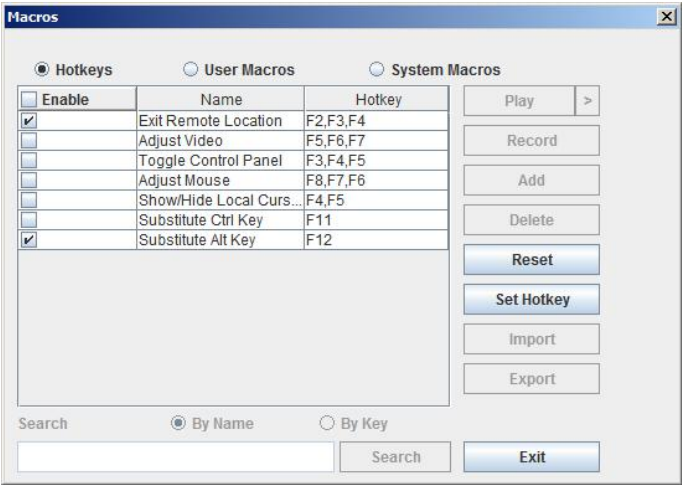 Macros
Hotkeys User Macros System Macros
Enable Name Hotkey Play >
Exit Remote Location F2,F3,F4
Adjust Video F5,F6,F7 Record
Toggle Control Panel F3,F4,F5
Adjust Mouse F8,F7,F6 Add
Show/Hide Local Curs... F4,F5
Substitute Ctrl Key F11 Delete
Substitute Alt Key F12
Reset
Set Hotkey
Import
Export
Search By Name By Key
Search Exit